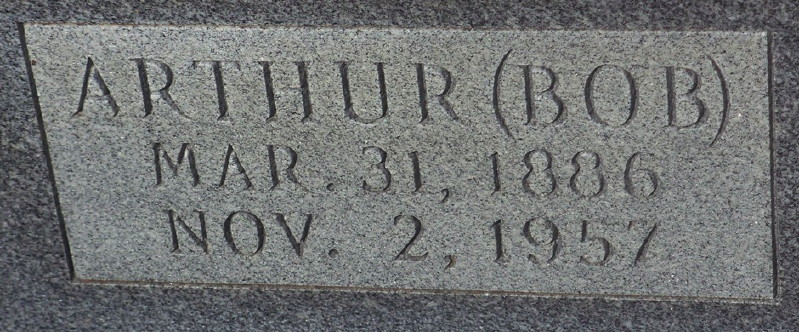 ARTHUR (BOB)
MAR. 31, 1886
NOV. 2, 1957